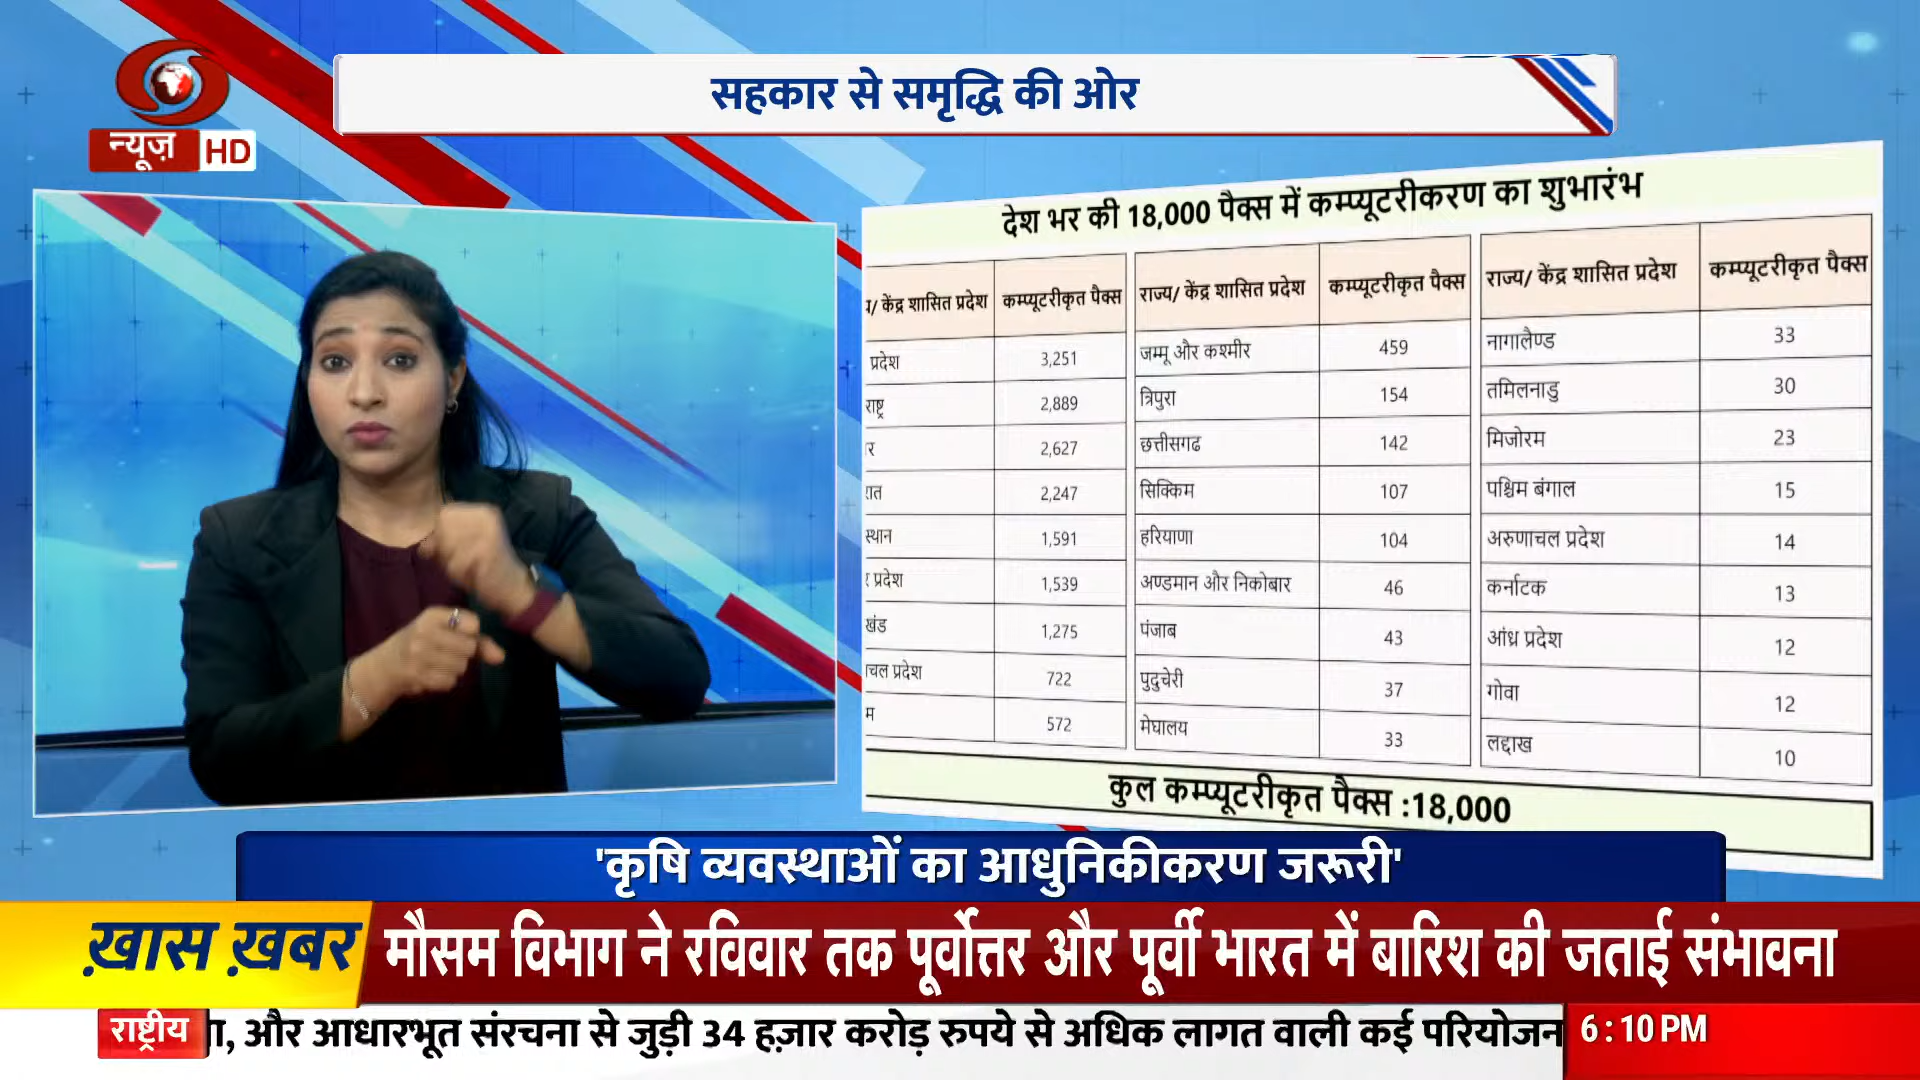 सहकार से समृद्धि की ओर
न्यूज़ HD
देश भर की 18,000 पैक्स में कम्प्यूटरीकरण का शुभारंभ
/ केंद्र शासित प्रदेश कम्प्यूटरीकृत पैक्स राज्य/ केंद्र शासित प्रदेश कम्प्यूटरीकृत पैक्स राज्य/ केंद्र शासित प्रदेश कम्प्यूटरीकृत पैक्स
प्रदेश 3,251 जम्मू और कश्मीर 459 नागालैण्ड 33
2,889 त्रिपुरा 154 तमिलनाडु 30
2,627 छत्तीसगढ 142 मिजोरम 23
2,247 सिक्किम 107 पश्चिम बंगाल 15
1,591 हरियाणा 104 अरुणाचल प्रदेश 14
प्रदेश 1,539 अण्डमान और निकोबार 46 कर्नाटक 13
1,275 पंजाब 43 आंध्र प्रदेश 12
प्रदेश 722 पुदुचेरी 37 गोवा 12
572 मेघालय 33 लद्दाख 10
कुल कम्प्यूटरीकृत पैक्स :18,000
'कृषि व्यवस्थाओं का आधुनिकीकरण जरूरी'
ख़ास ख़बर मौसम विभाग ने रविवार तक पूर्वोत्तर और पूर्वी भारत में बारिश की जताई संभावना
राष्ट्रीय , और आधारभूत संरचना से जुड़ी 34 हज़ार करोड़ रुपये से अधिक लागत वाली कई परियोजन 6:10 PM